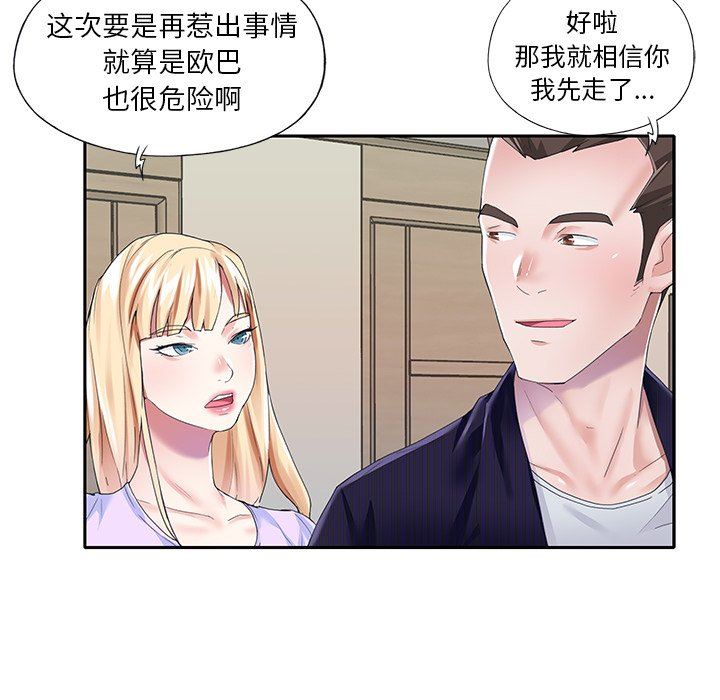 这次要是再惹出事情
就算是欧巴
也很危险啊
好啦
那我就相信你
我先走了...